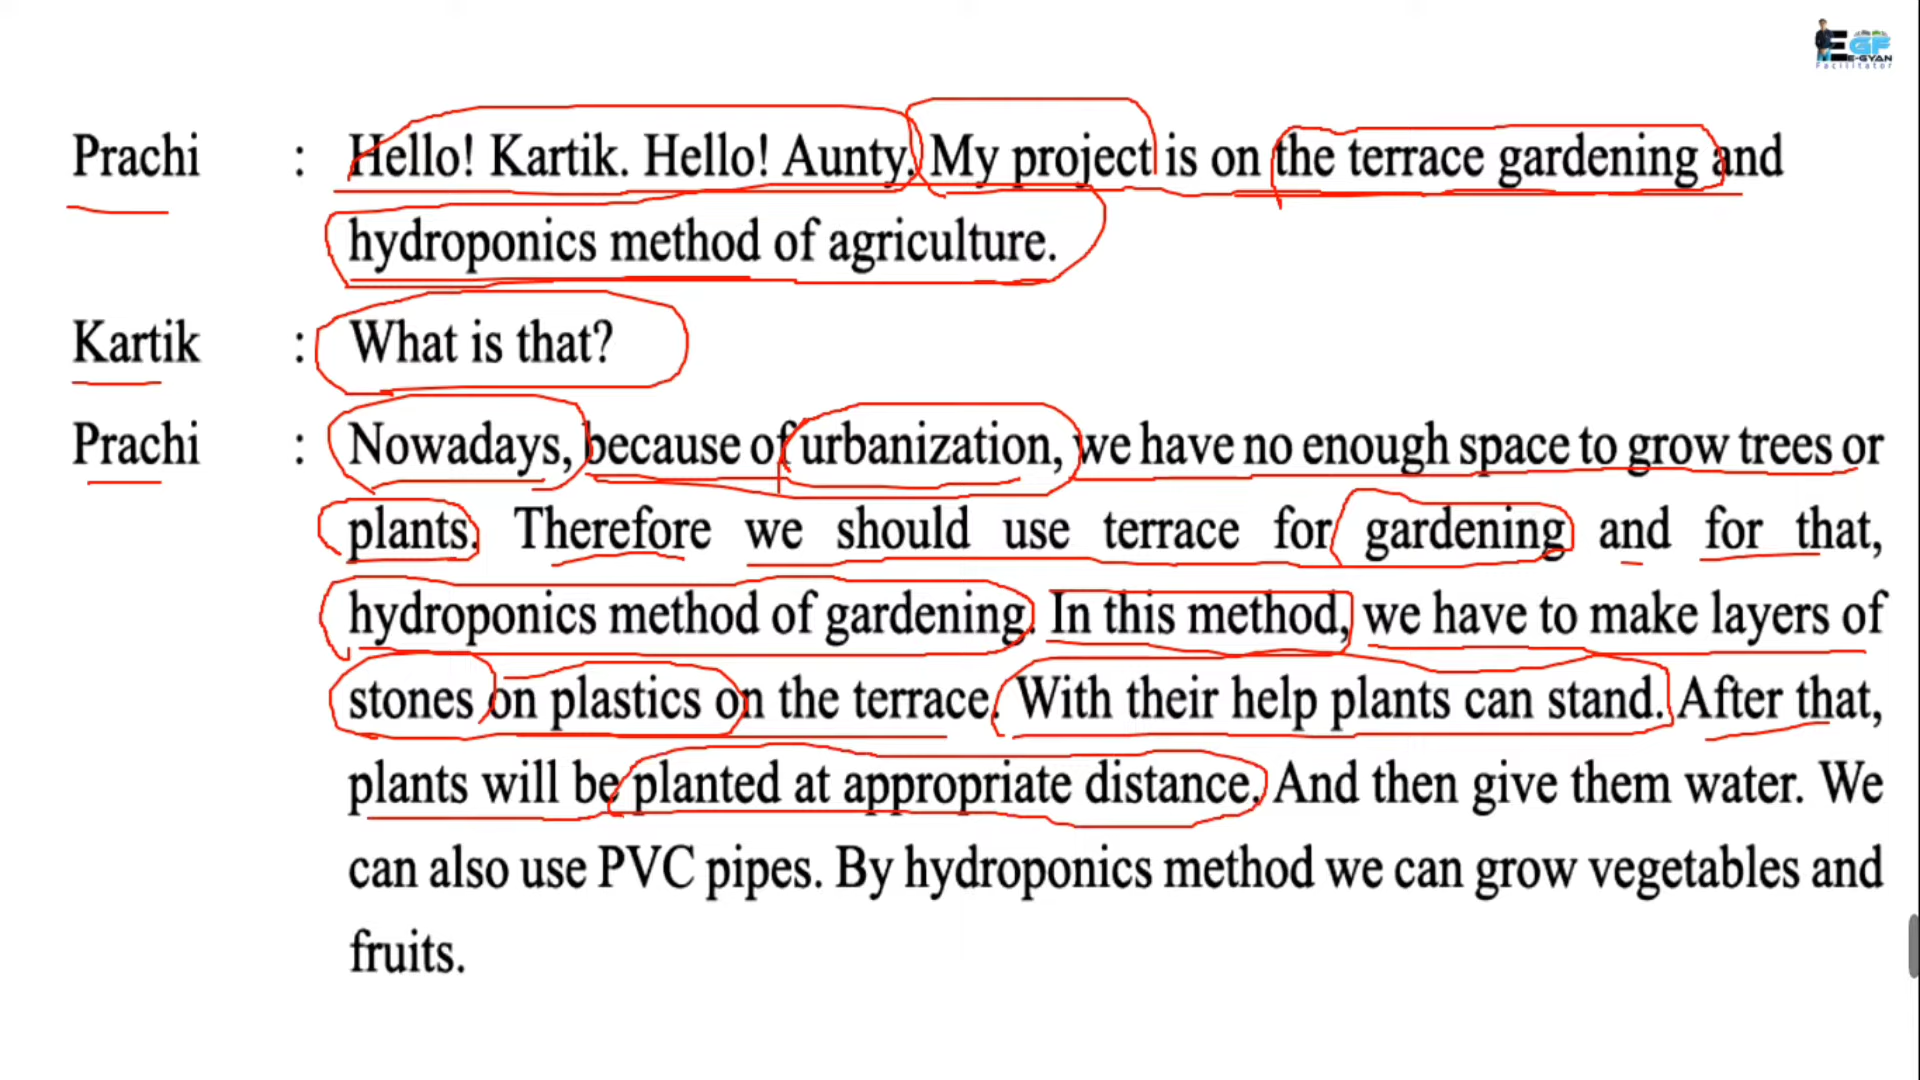 EGF
E-GYAN
Facilitator
Prachi : Hello! Kartik. Hello! Aunty. My project is on the terrace gardening and
hydroponics method of agriculture.
Kartik : What is that?
Prachi : Nowadays, because of urbanization, we have no enough space to grow trees or
plants. Therefore we should use terrace for gardening and for that,
hydroponics method of gardening. In this method, we have to make layers of
stones on plastics on the terrace. With their help plants can stand. After that,
plants will be planted at appropriate distance. And then give them water. We
can also use PVC pipes. By hydroponics method we can grow vegetables and
fruits.